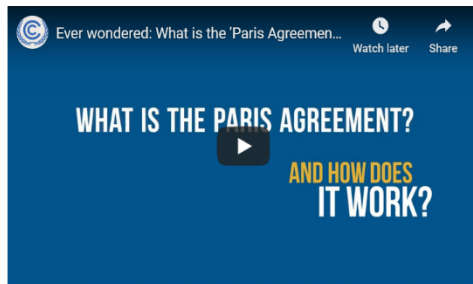 Ever wondered: What is the 'Paris Agreemen...
Watch later
Share
WHAT IS THE PARIS AGREEMENT?
AND HOW DOES
IT WORK?